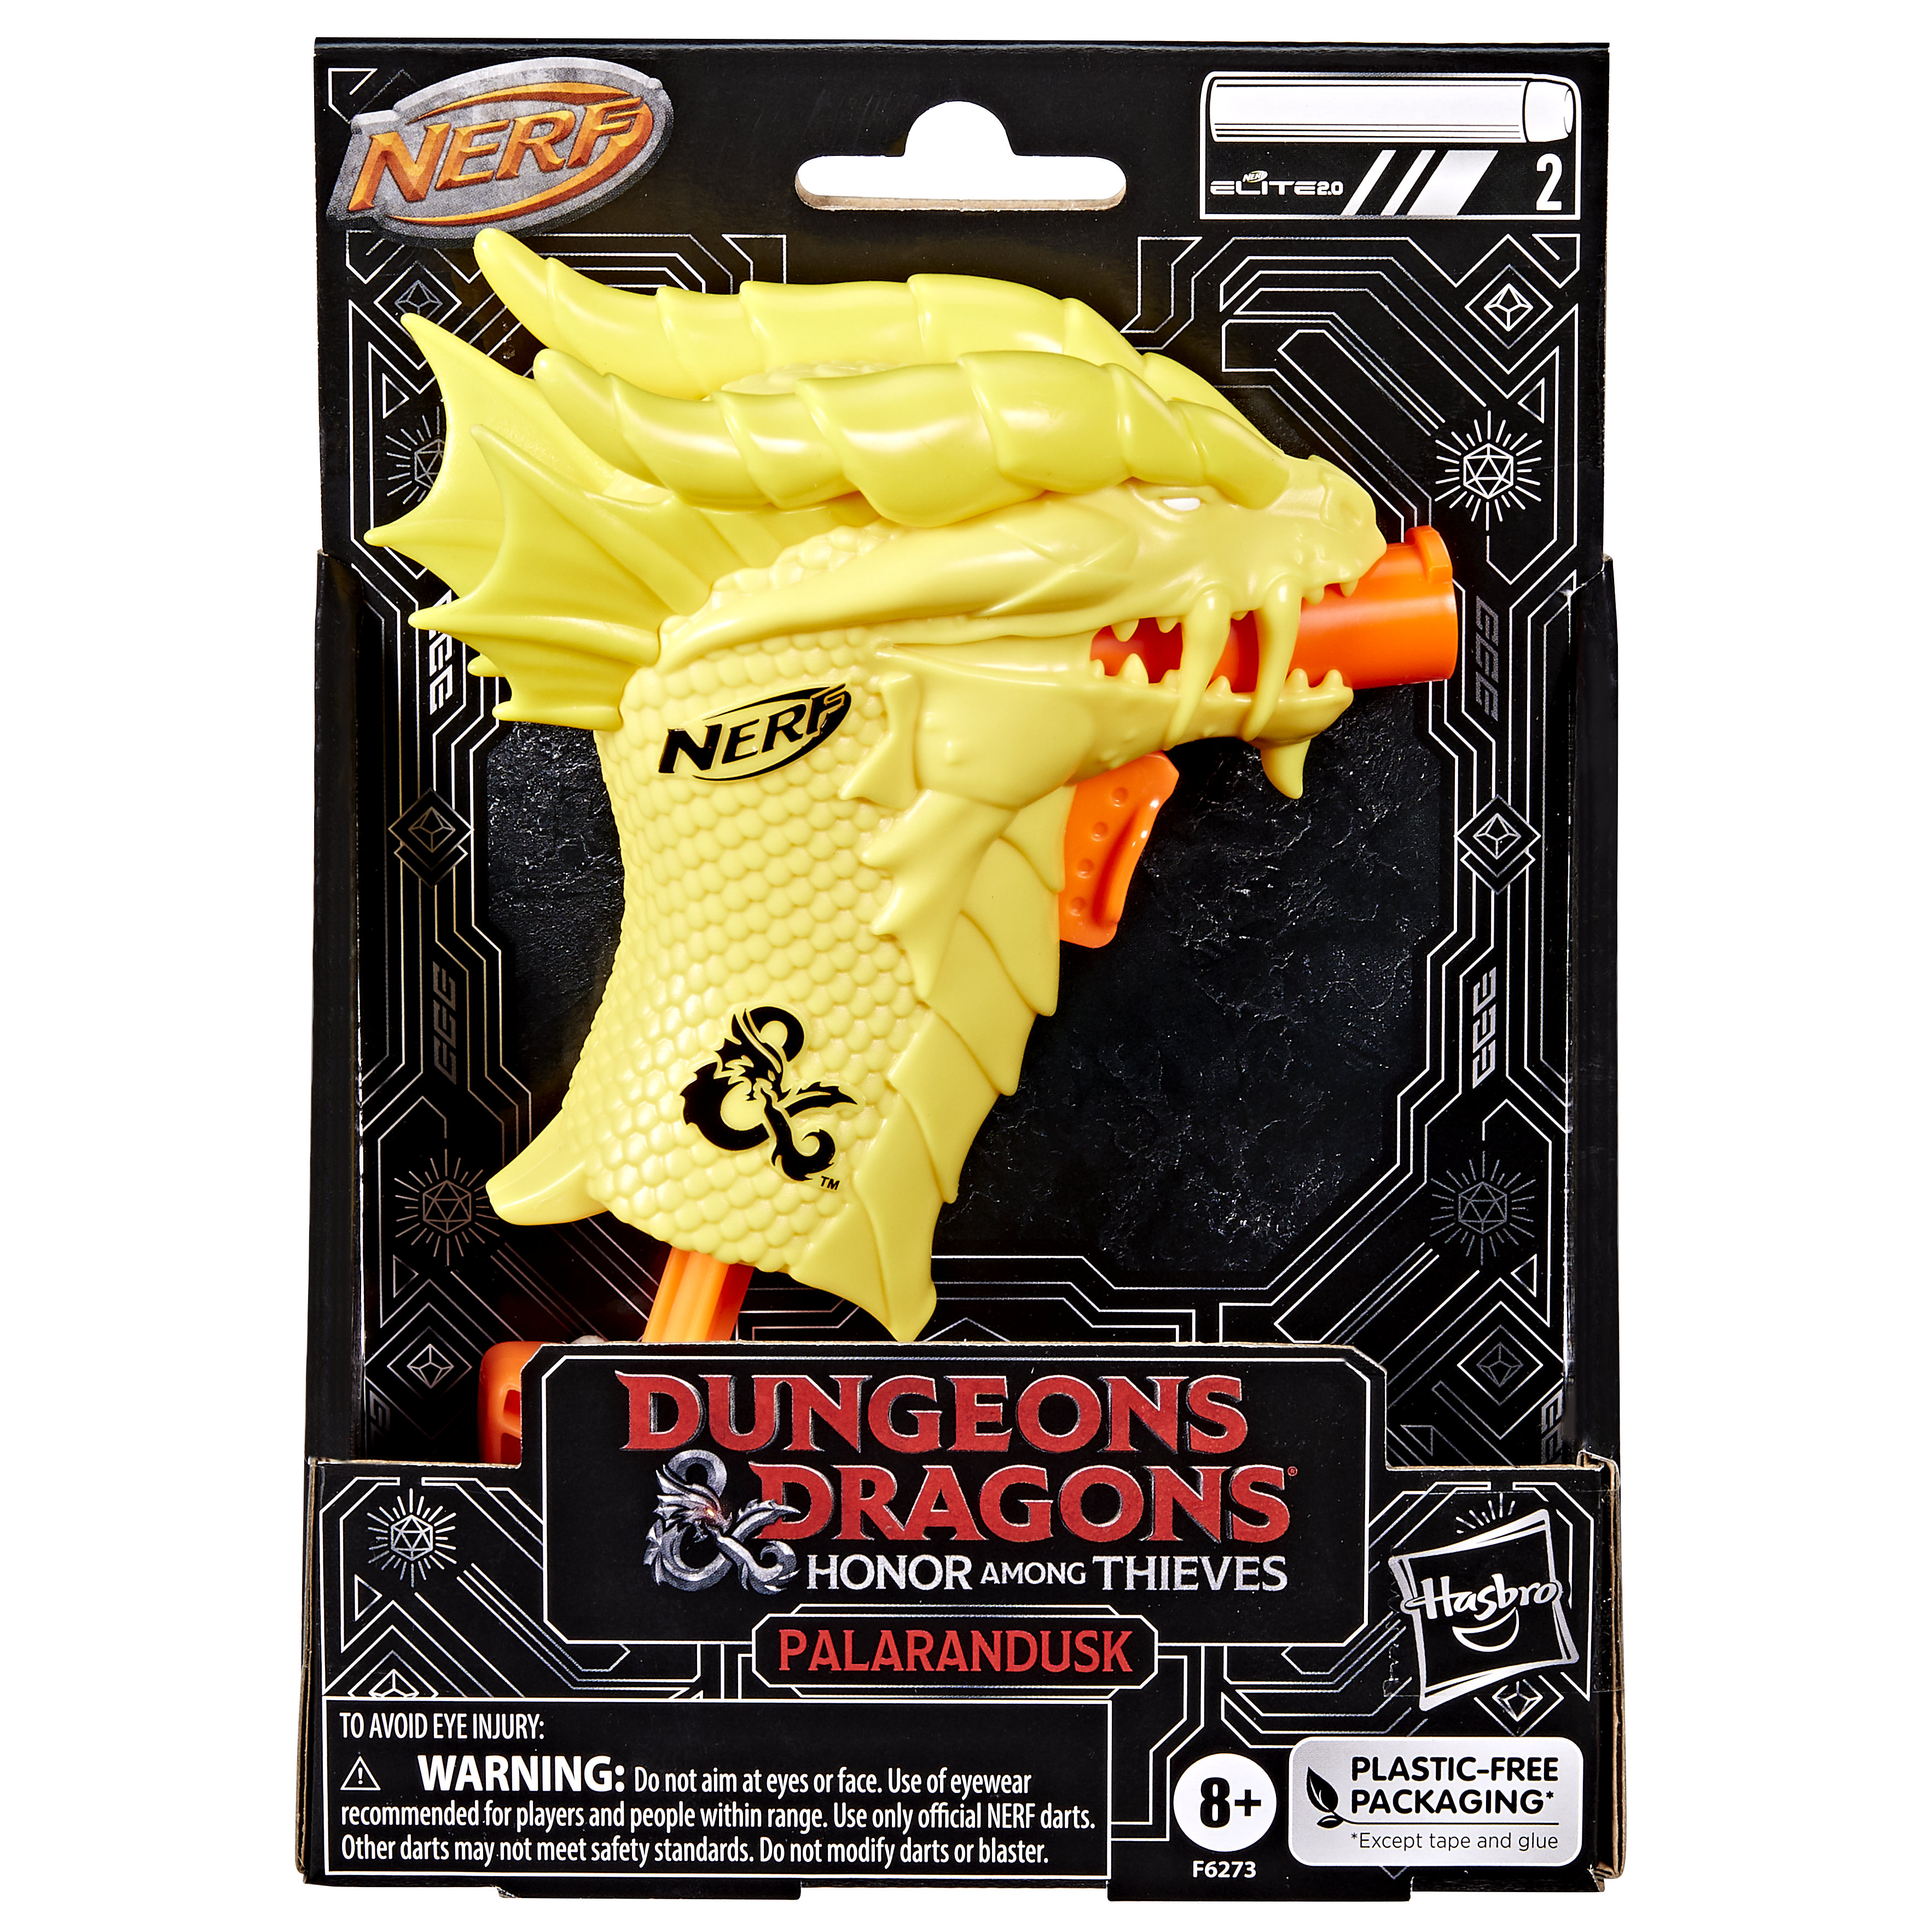 NERF
NERF
ELITE 2.0
2
NERF
TM
DUNGEONS
& DRAGONS®
HONOR AMONG THIEVES
PALARANDUSK
Hasbro
TO AVOID EYE INJURY:
WARNING: Do not aim at eyes or face. Use of eyewear
recommended for players and people within range. Use only official NERF darts.
Other darts may not meet safety standards. Do not modify darts or blaster.
8+
F6273
PLASTIC-FREE
PACKAGING*
*Except tape and glue